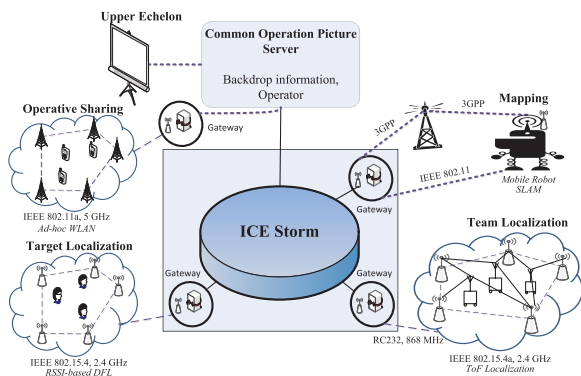 Upper Echelon
Common Operation Picture
Server
Backdrop information,
Operator
Operative Sharing
Gateway
IEEE 802.11a, 5 GHz
Ad-hoc WLAN
3GPP
3GPP
Mapping
IEEE 802.11
Mobile Robot
SLAM
Gateway
ICE Storm
Target Localization
Gateway
Gateway
Team Localization
IEEE 802.15.4, 2.4 GHz
RSSI-based DFL
RC232, 868 MHz
IEEE 802.15.4a, 2.4 GHz
ToF Localization